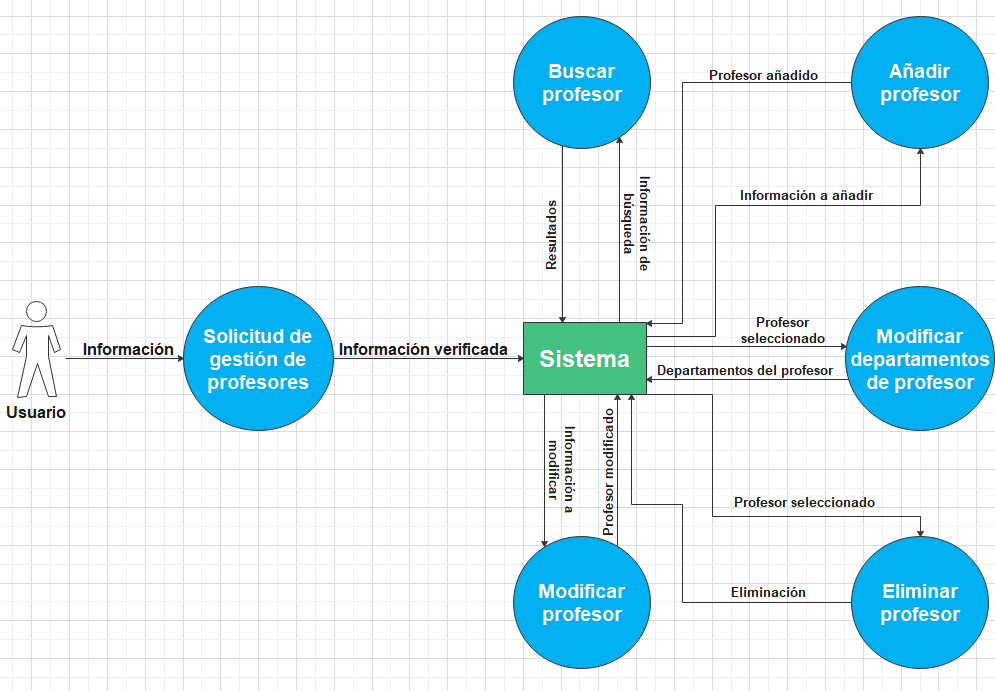 Buscar
profesor
Profesor añadido
Añadir
profesor
Información a añadir
Resultados
Información de
búsqueda
Usuario
Información
Solicitud de
gestión de
profesores
Información verificada
Sistema
Profesor
seleccionado
Departamentos del profesor
Modificar
departamentos
de profesor
Información a
modificar
Profesor modificado
Profesor seleccionado
Eliminación
Modificar
profesor
Eliminar
profesor